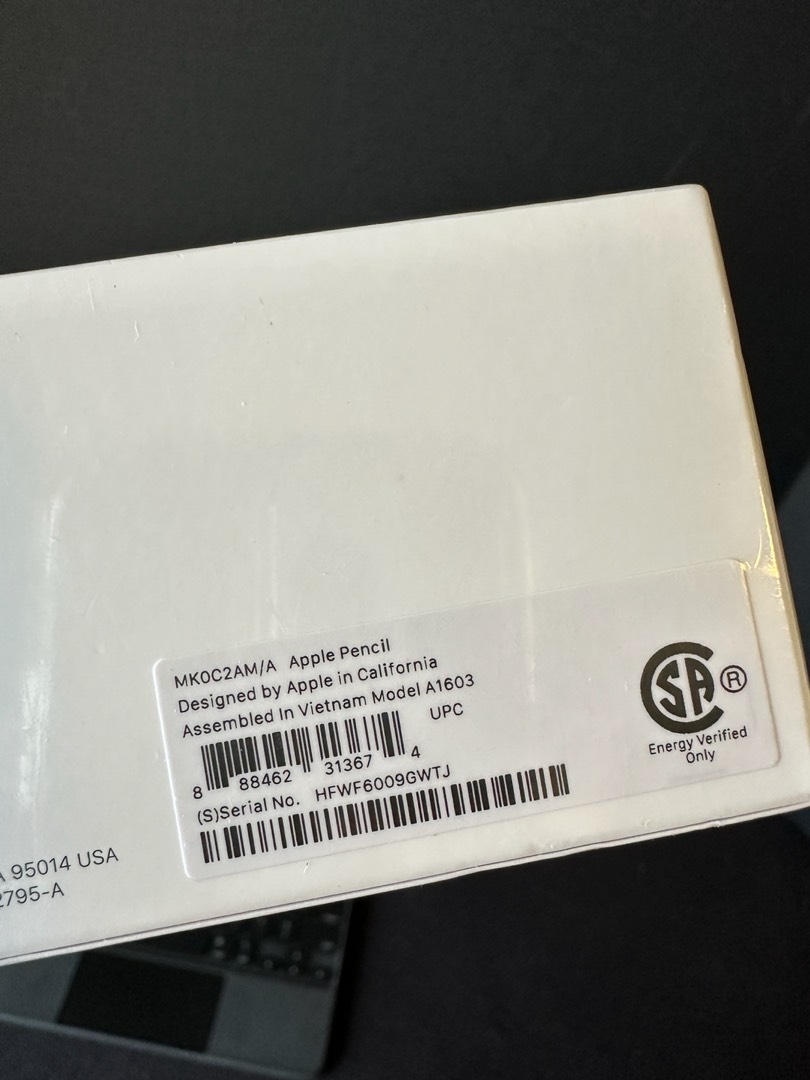 MK0C2AM/A Apple Pencil
Designed by Apple in California
Assembled In Vietnam Model A1603
UPC
8 88462 31367 4
(S)Serial No. HFWF6009GWTJ
SA ®
Energy Verified
Only
A 95014 USA
2795-A